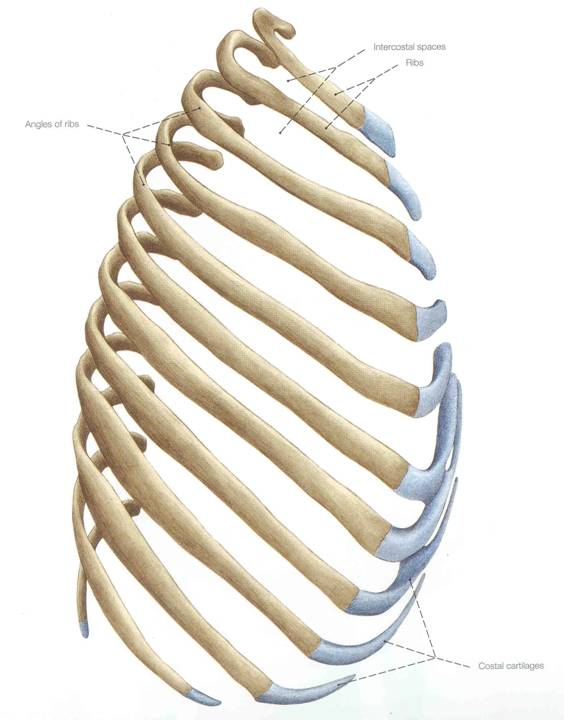 Intercostal spaces
Ribs
Angles of ribs
Costal cartilages